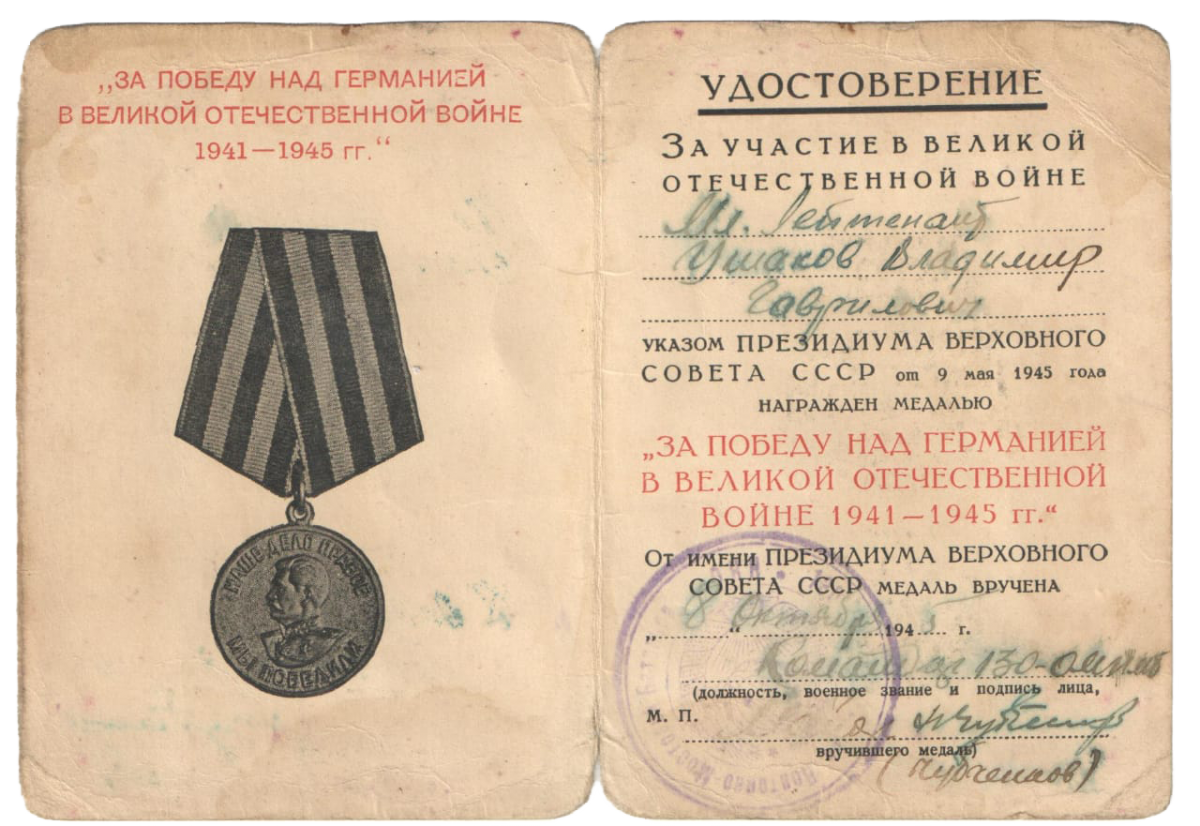 „ЗА ПОБЕДУ НАД ГЕРМАНИЕЙ
В ВЕЛИКОЙ ОТЕЧЕСТВЕННОЙ ВОЙНЕ
1941—1945 гг.“
НАШЕ ДЕЛО ПРАВОЕ
МЫ ПОБЕДИЛИ
УДОСТОВЕРЕНИЕ
ЗА УЧАСТИЕ В ВЕЛИКОЙ
ОТЕЧЕСТВЕННОЙ ВОЙНЕ
Мл. Лейтенант
Ушаков Владимир
Гаврилович
УКАЗОМ ПРЕЗИДИУМА ВЕРХОВНОГО
СОВЕТА СССР от 9 мая 1945 года
НАГРАЖДЕН МЕДАЛЬЮ
„ЗА ПОБЕДУ НАД ГЕРМАНИЕЙ
В ВЕЛИКОЙ ОТЕЧЕСТВЕННОЙ
ВОЙНЕ 1941—1945 гг.“
ОТ ИМЕНИ ПРЕЗИДИУМА ВЕРХОВНОГО
СОВЕТА СССР МЕДАЛЬ ВРУЧЕНА
„8“ Октября 1945 г.
Командир 130
(должность, военное звание и подпись лица,
М. П.
вручившего медаль)